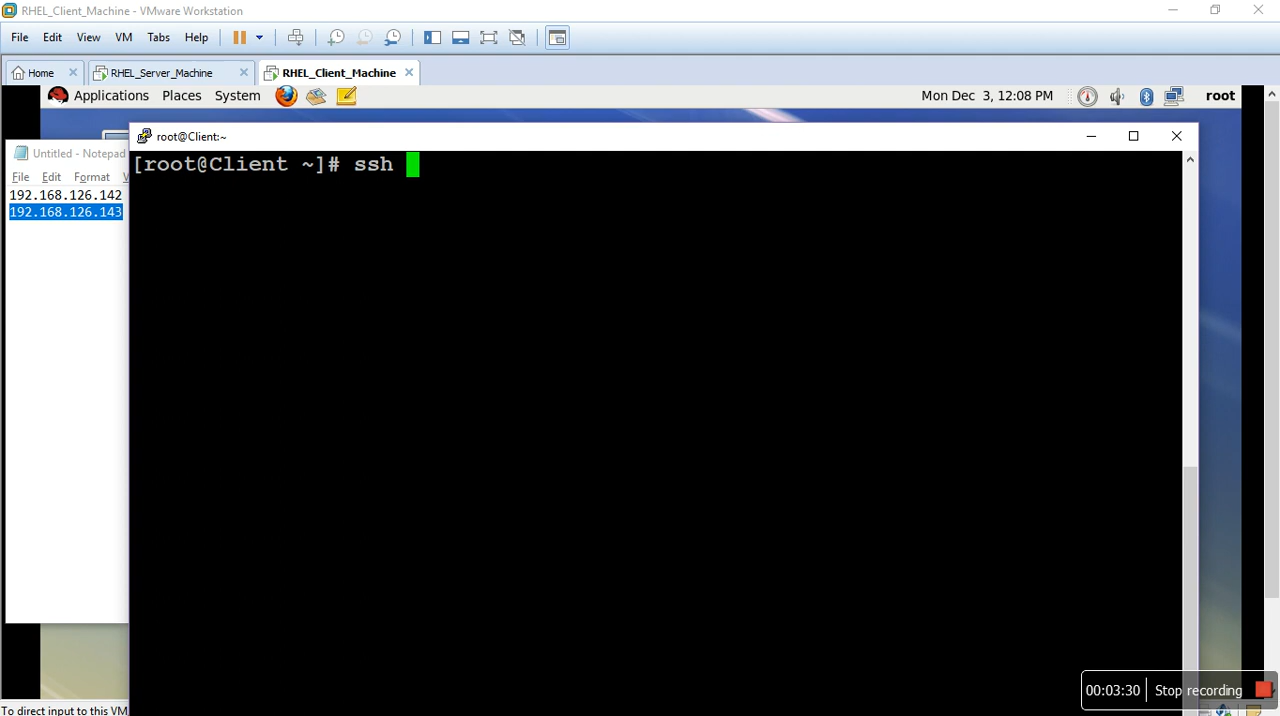 RHEL_Client_Machine - VMware Workstation
File Edit View VM Tabs Help
Home RHEL_Server_Machine RHEL_Client_Machine
Applications Places System Mon Dec 3, 12:08 PM root
root@Client:~
Untitled - Notepad
File Edit Format
192.168.126.142
192.168.126.143
[root@Client ~]# ssh
00:03:30 Stop recording
To direct input to this VM